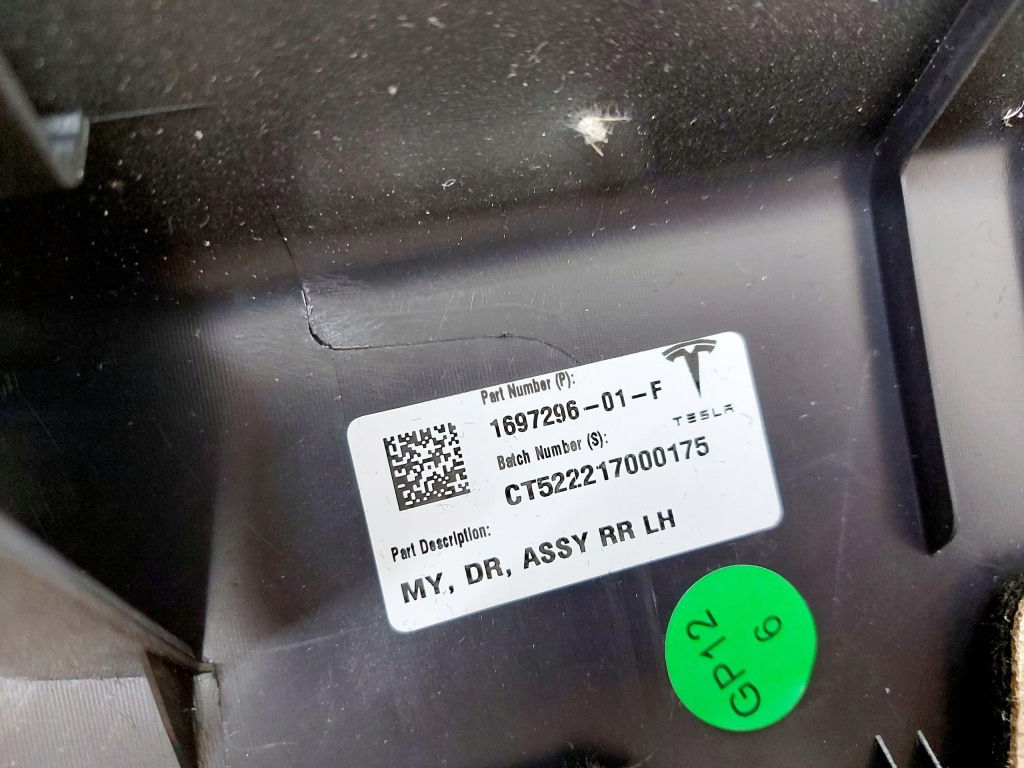 Part Number (P):
1697296-01-F
TESLA
Batch Number (S):
CT522217000175
Part Description:
MY, DR, ASSY RR LH
GP12
6